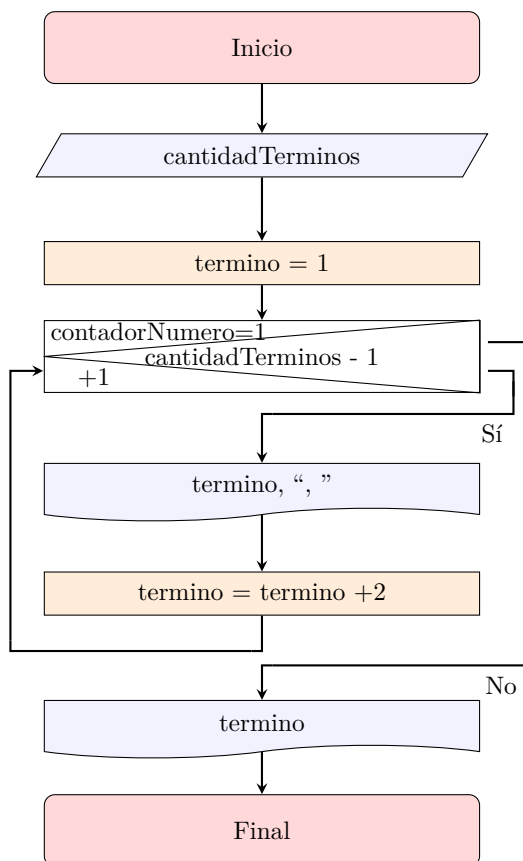 Inicio
cantidadTerminos
termino = 1
contadorNumero=1
cantidadTerminos - 1
+1
Sí
termino, “, ”
termino = termino +2
No
termino
Final